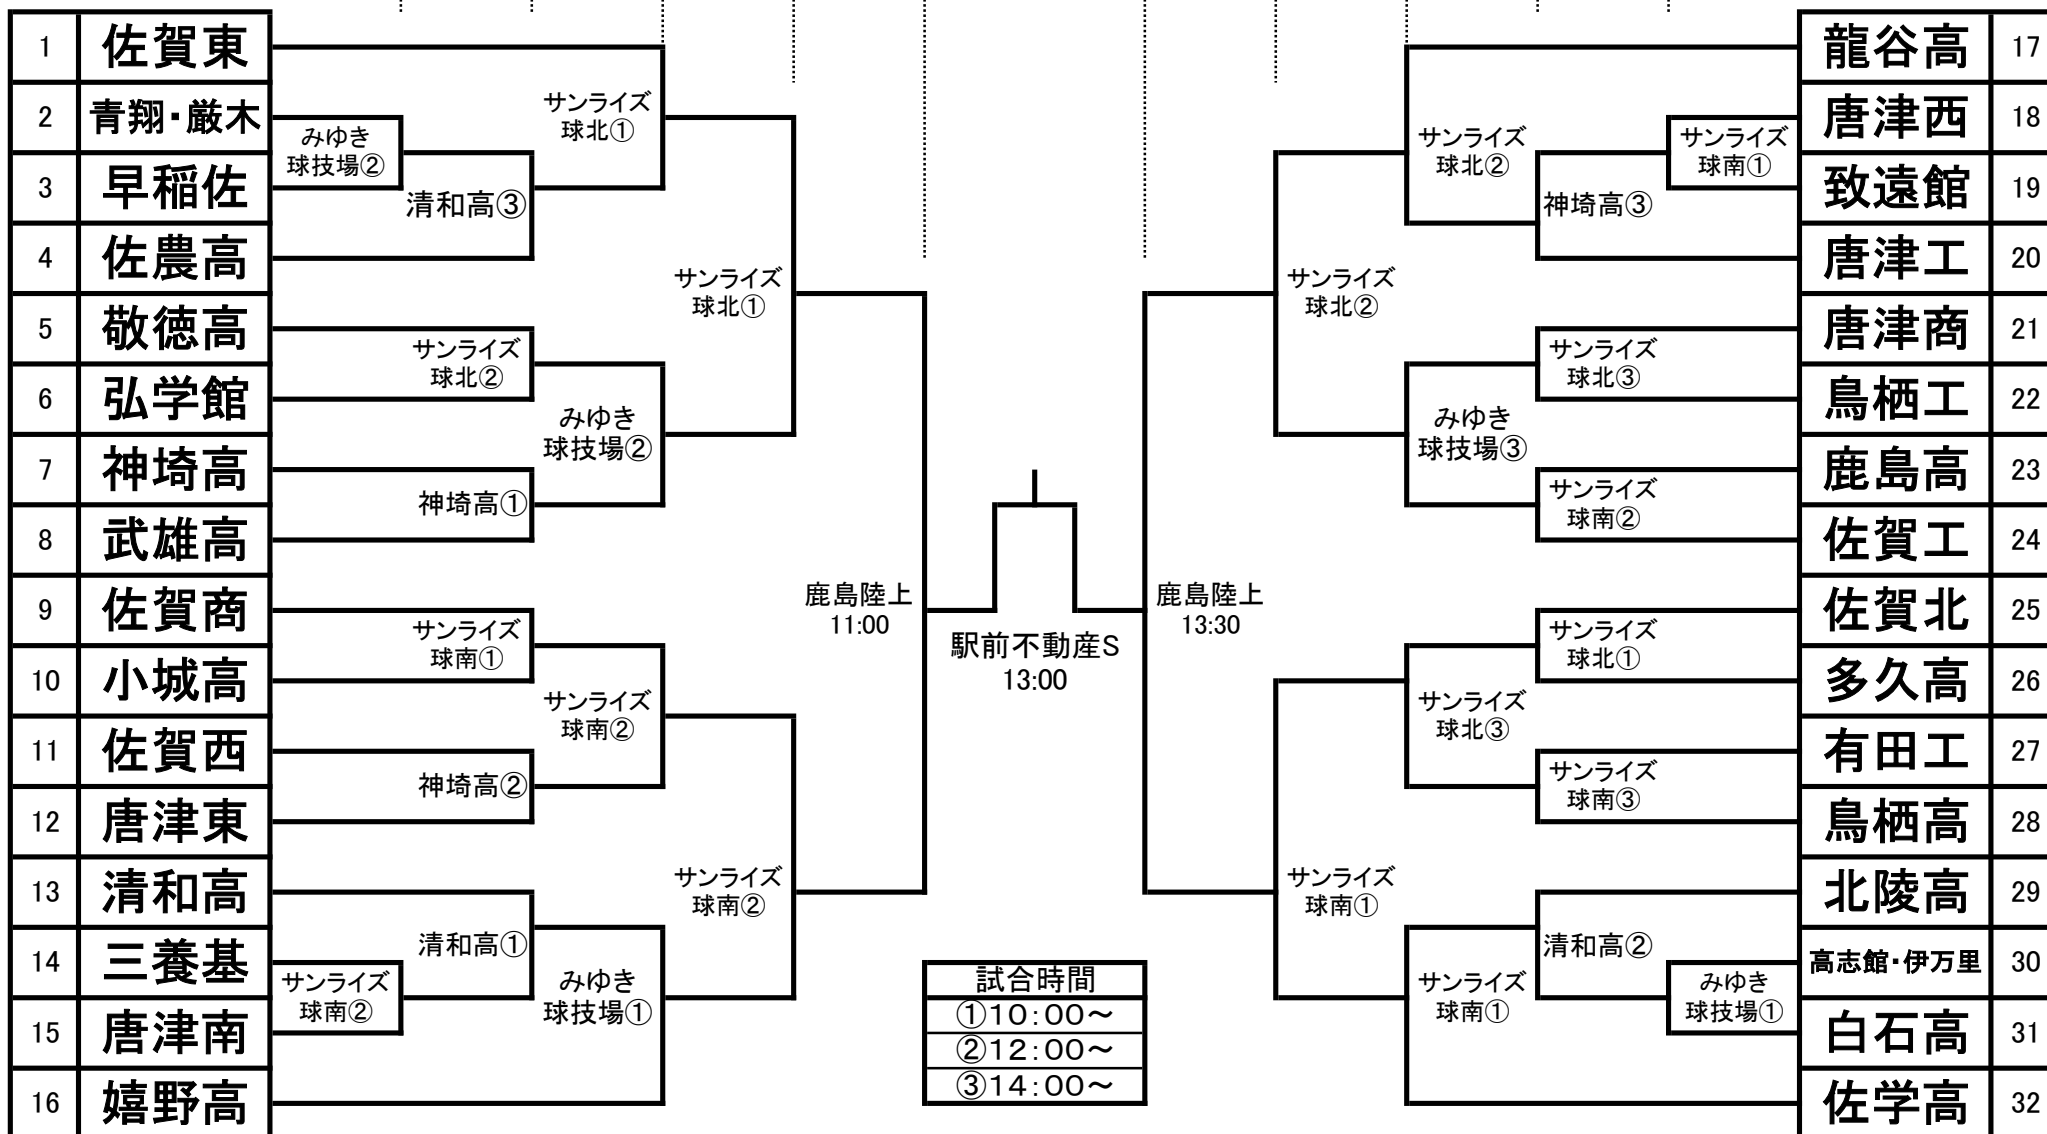 1 佐賀東
2 青翔・厳木
3 早稲佐
4 佐農高
5 敬徳高
6 弘学館
7 神埼高
8 武雄高
9 佐賀商
10 小城高
11 佐賀西
12 唐津東
13 清和高
14 三養基
15 唐津南
16 嬉野高
みゆき
球技場②
サンライズ
球南②
清和高③
サンライズ
球北②
神埼高①
サンライズ
球南①
神埼高②
清和高①
サンライズ
球北①
みゆき
球技場②
サンライズ
球南②
みゆき
球技場①
サンライズ
球北①
サンライズ
球南②
鹿島陸上
11:00
駅前不動産S
13:00
試合時間
①10:00～
②12:00～
③14:00～
鹿島陸上
13:30
サンライズ
球北②
サンライズ
球南①
サンライズ
球北②
みゆき
球技場③
サンライズ
球北③
サンライズ
球南①
神埼高③
サンライズ
球北③
サンライズ
球南②
サンライズ
球北①
サンライズ
球南③
清和高②
サンライズ
球南①
みゆき
球技場①
龍谷高 17
唐津西 18
致遠館 19
唐津工 20
唐津商 21
鳥栖工 22
鹿島高 23
佐賀工 24
佐賀北 25
多久高 26
有田工 27
鳥栖高 28
北陵高 29
高志館・伊万里 30
白石高 31
佐学高 32